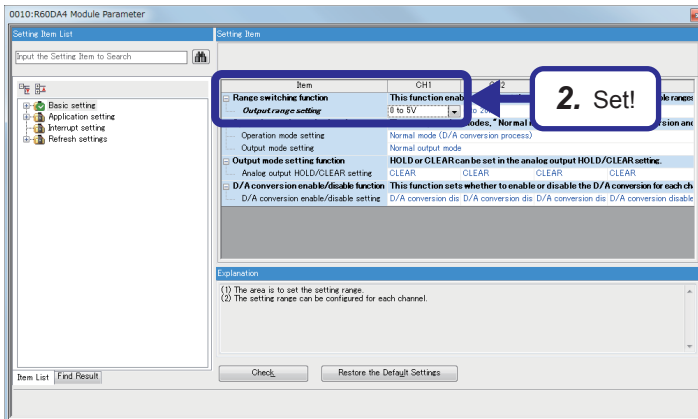 0010:R60DA4 Module Parameter
Setting Item List
Setting Item
Input the Setting Item to Search
Basic setting
Application setting
Interrupt setting
Refresh settings
Item CH1
Range switching function This function enab le ranges
Output range setting 0 to 5V
2. Set!
odes, "Normal sion and
Operation mode setting Normal mode (D/A conversion process)
Output mode setting Normal output mode
Output mode setting function HOLD or CLEAR can be set in the analog output HOLD/CLEAR setting.
Analog output HOLD/CLEAR setting CLEAR CLEAR CLEAR CLEAR
D/A conversion enable/disable function This function sets whether to enable or disable the D/A conversion for each ch
D/A conversion enable/disable setting D/A conversion dis D/A conversion dis D/A conversion dis D/A conversion disable
Explanation
(1) The area is to set the setting range.
(2) The setting range can be configured for each channel.
Item List Find Result
Check Restore the Default Settings